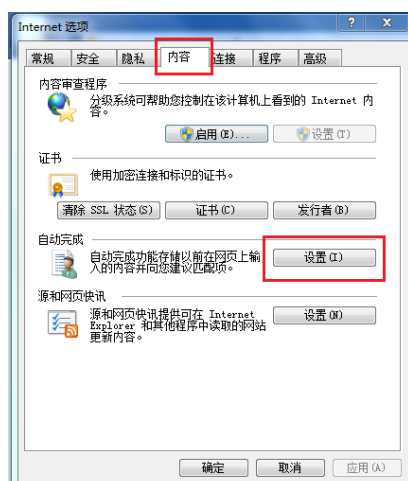 Internet 选项
? X
常规 安全 隐私 内容 连接 程序 高级
内容审查程序
分级系统可帮助您控制在该计算机上看到的 Internet 内
容。
启用(E)... 设置(T)
证书
使用加密连接和标识的证书。
清除 SSL 状态(S) 证书(C) 发行者(B)
自动完成
自动完成功能存储以前在网页上输
入的内容并向您建议匹配项。
设置(I)
源和网页快讯
源和网页快讯提供可在 Internet
Explorer 和其他程序中读取的网站
更新内容。
设置(N)
确定 取消 应用(A)